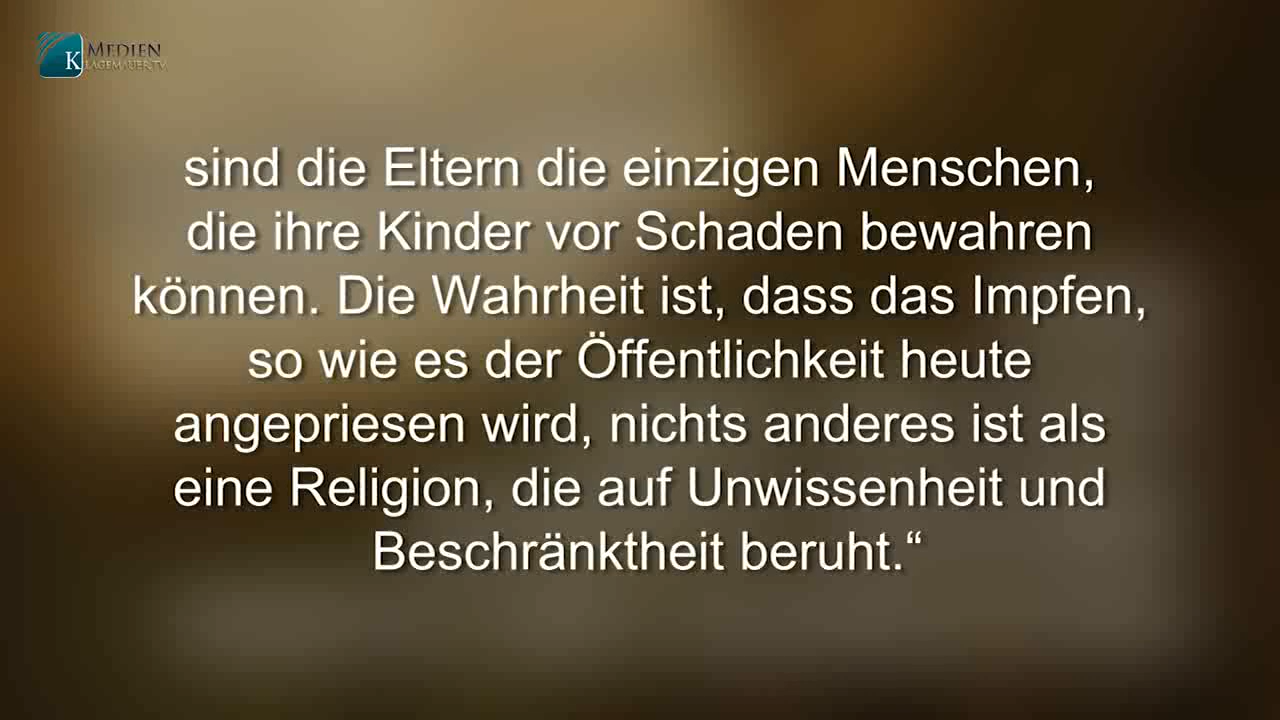 K MEDIEN
KLAGEMAUER.TV
sind die Eltern die einzigen Menschen,
die ihre Kinder vor Schaden bewahren
können. Die Wahrheit ist, dass das Impfen,
so wie es der Öffentlichkeit heute
angepriesen wird, nichts anderes ist als
eine Religion, die auf Unwissenheit und
Beschränktheit beruht.“